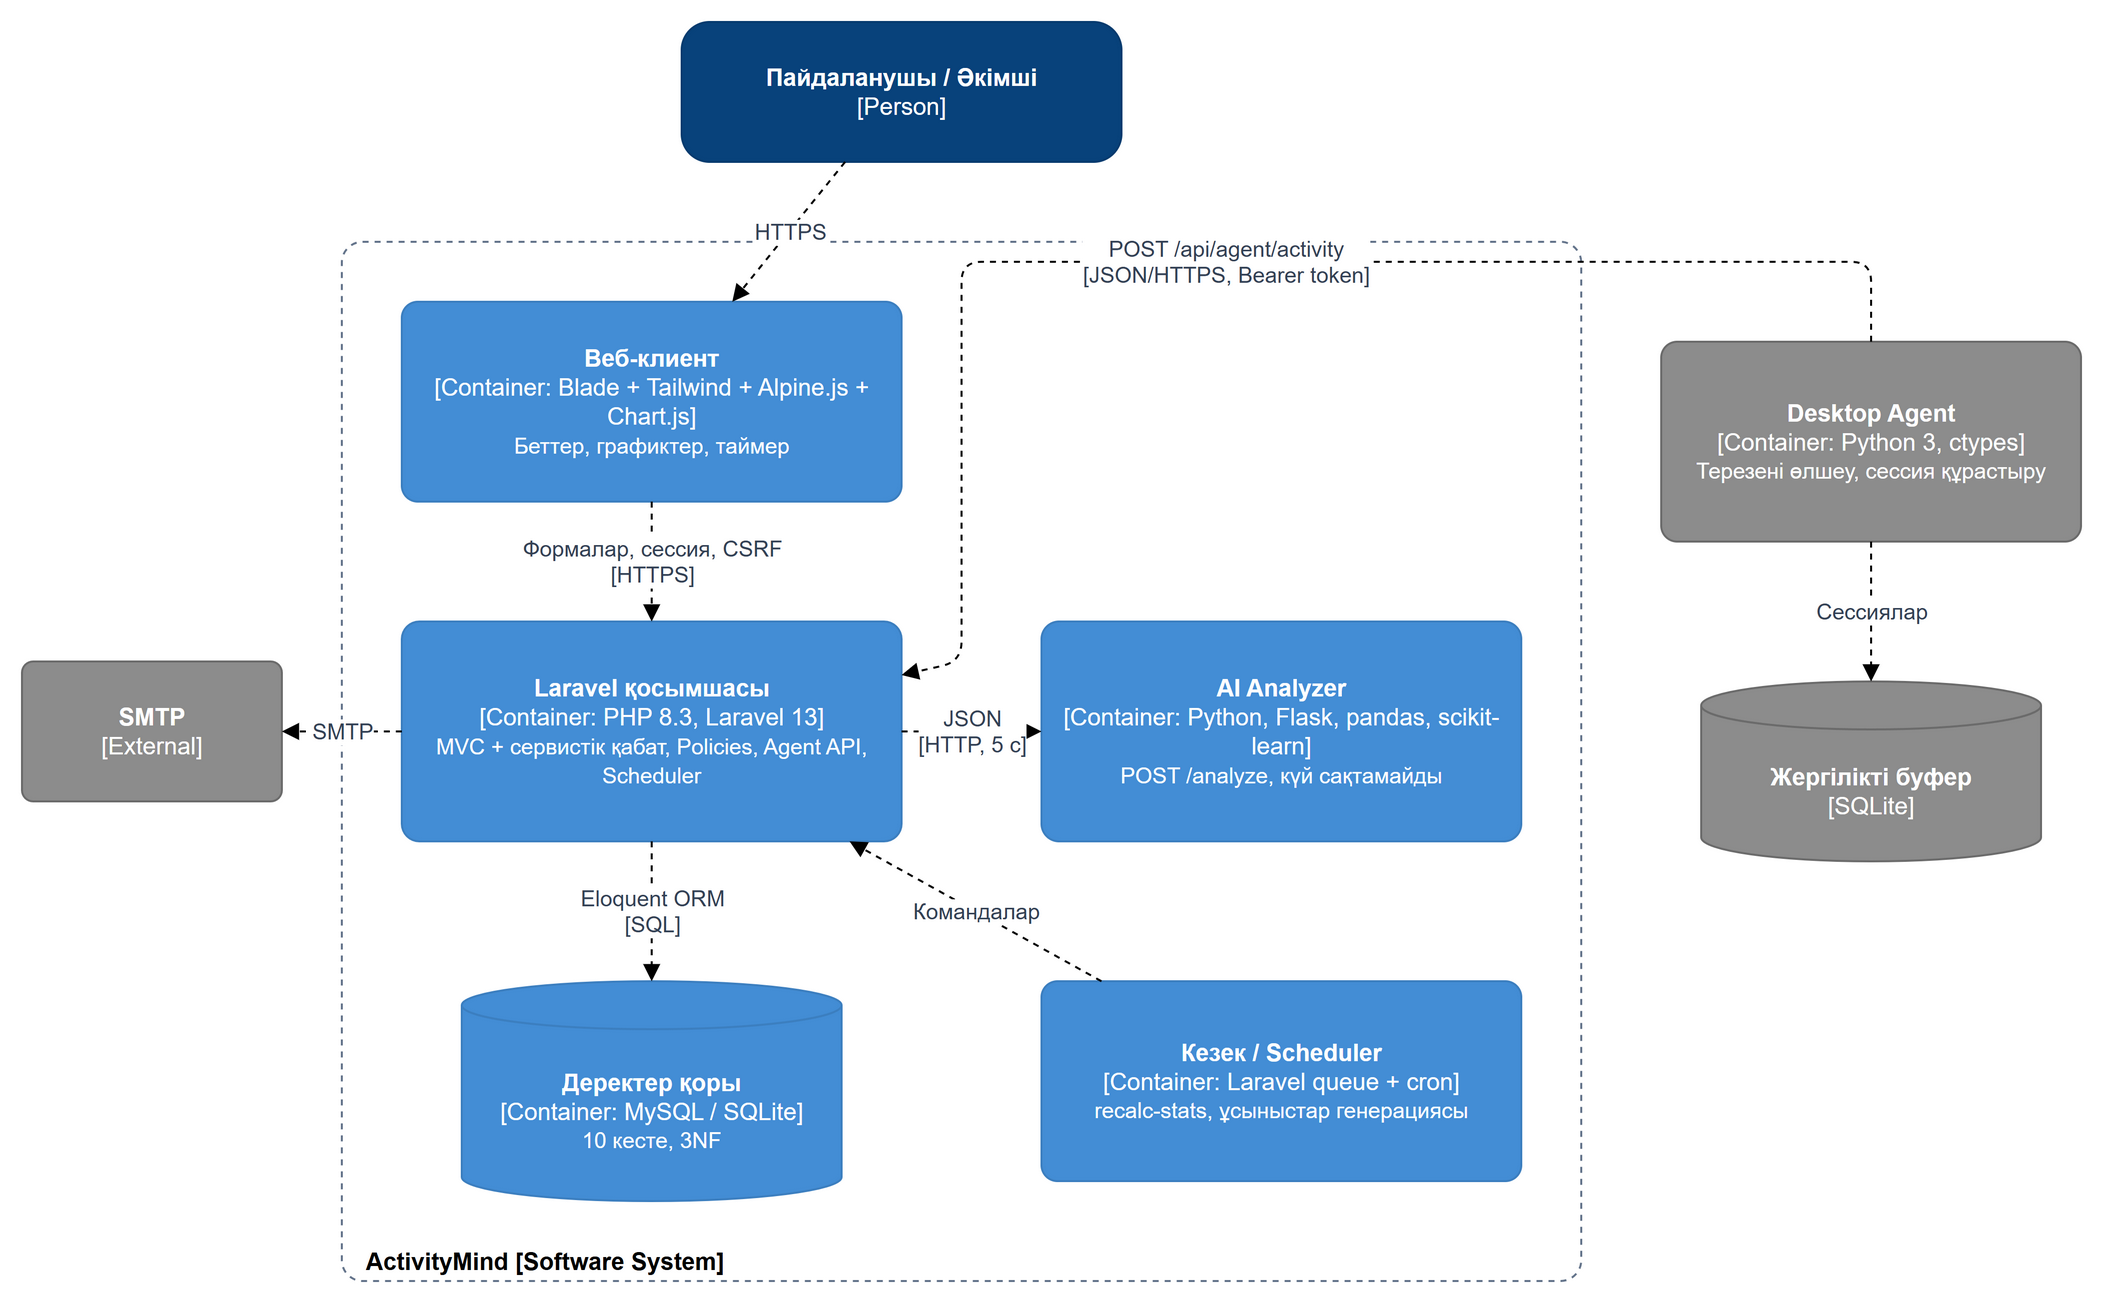 Пайдаланушы / Әкімші
[Person]
HTTPS
POST /api/agent/activity
[JSON/HTTPS, Bearer token]
Веб-клиент
[Container: Blade + Tailwind + Alpine.js +
Chart.js]
Беттер, графиктер, таймер
Desktop Agent
[Container: Python 3, ctypes]
Терезені өлшеу, сессия құрастыру
Формалар, сессия, CSRF
[HTTPS]
Сессиялар
SMTP
[External]
SMTP
Laravel қосымшасы
[Container: PHP 8.3, Laravel 13]
MVC + сервистік қабат, Policies, Agent API,
Scheduler
JSON
[HTTP, 5 с]
AI Analyzer
[Container: Python, Flask, pandas, scikit-
learn]
POST /analyze, күй сақтамайды
Жергілікті буфер
[SQLite]
Eloquent ORM
[SQL]
Командалар
Деректер қоры
[Container: MySQL / SQLite]
10 кесте, 3NF
Кезек / Scheduler
[Container: Laravel queue + cron]
recalc-stats, ұсыныстар генерациясы
ActivityMind [Software System]